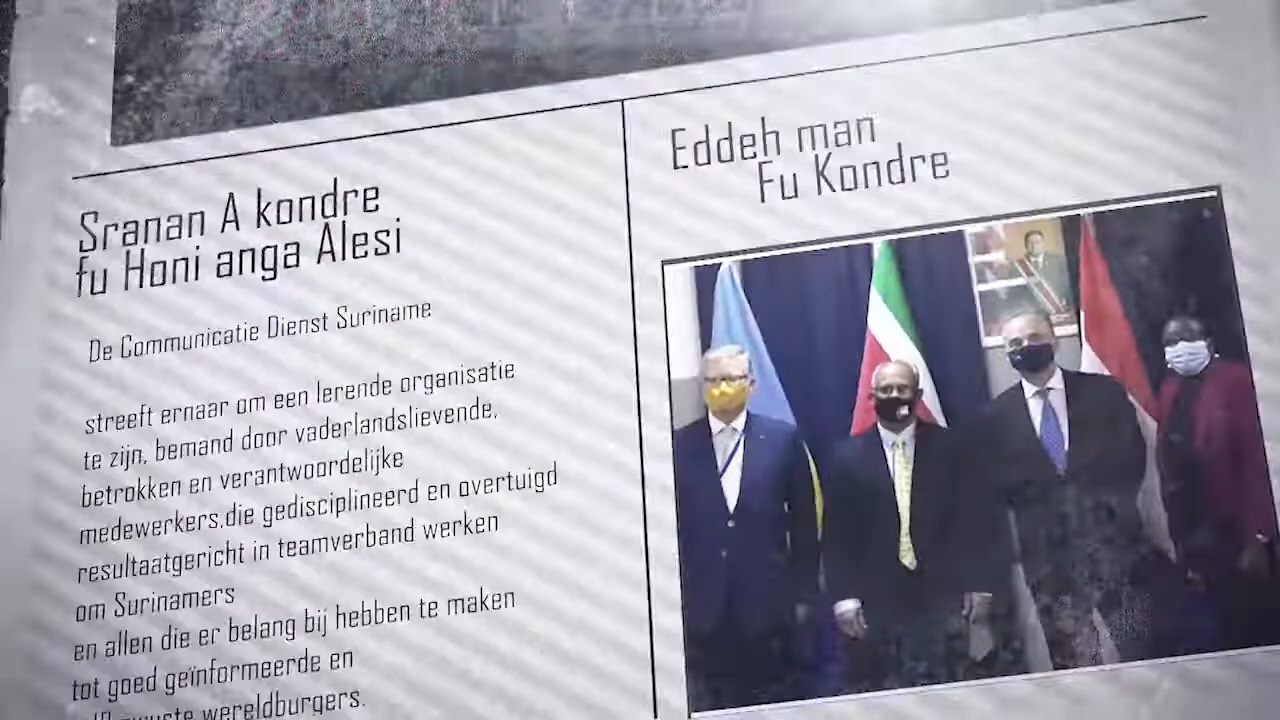 Sranan A kondre
fu Honi anga Alesi
De Communicatie Dienst Suriname
streeft ernaar om een lerende organisatie
te zijn, bemand door vaderlandslievende,
betrokken en verantwoordelijke
medewerkers,die gedisciplineerd en overtuigd
resultaatgericht in teamverband werken
om Surinamers
en allen die er belang bij hebben te maken
tot goed geïnformeerde en
wereldburgers.
Eddeh man
Fu Kondre